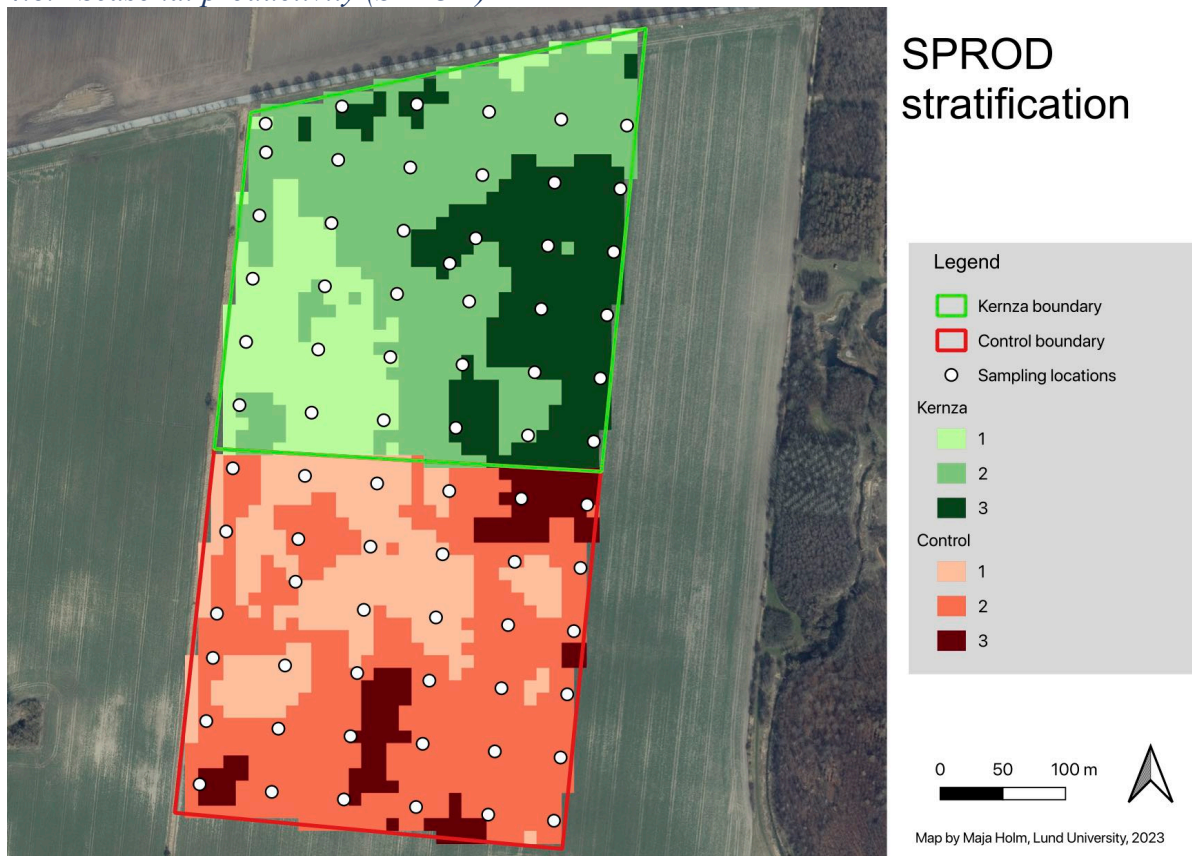 SPROD
stratification
Legend
Kernza boundary
Control boundary
Sampling locations
Kernza
1
2
3
Control
1
2
3
0 50 100 m
Map by Maja Holm, Lund University, 2023